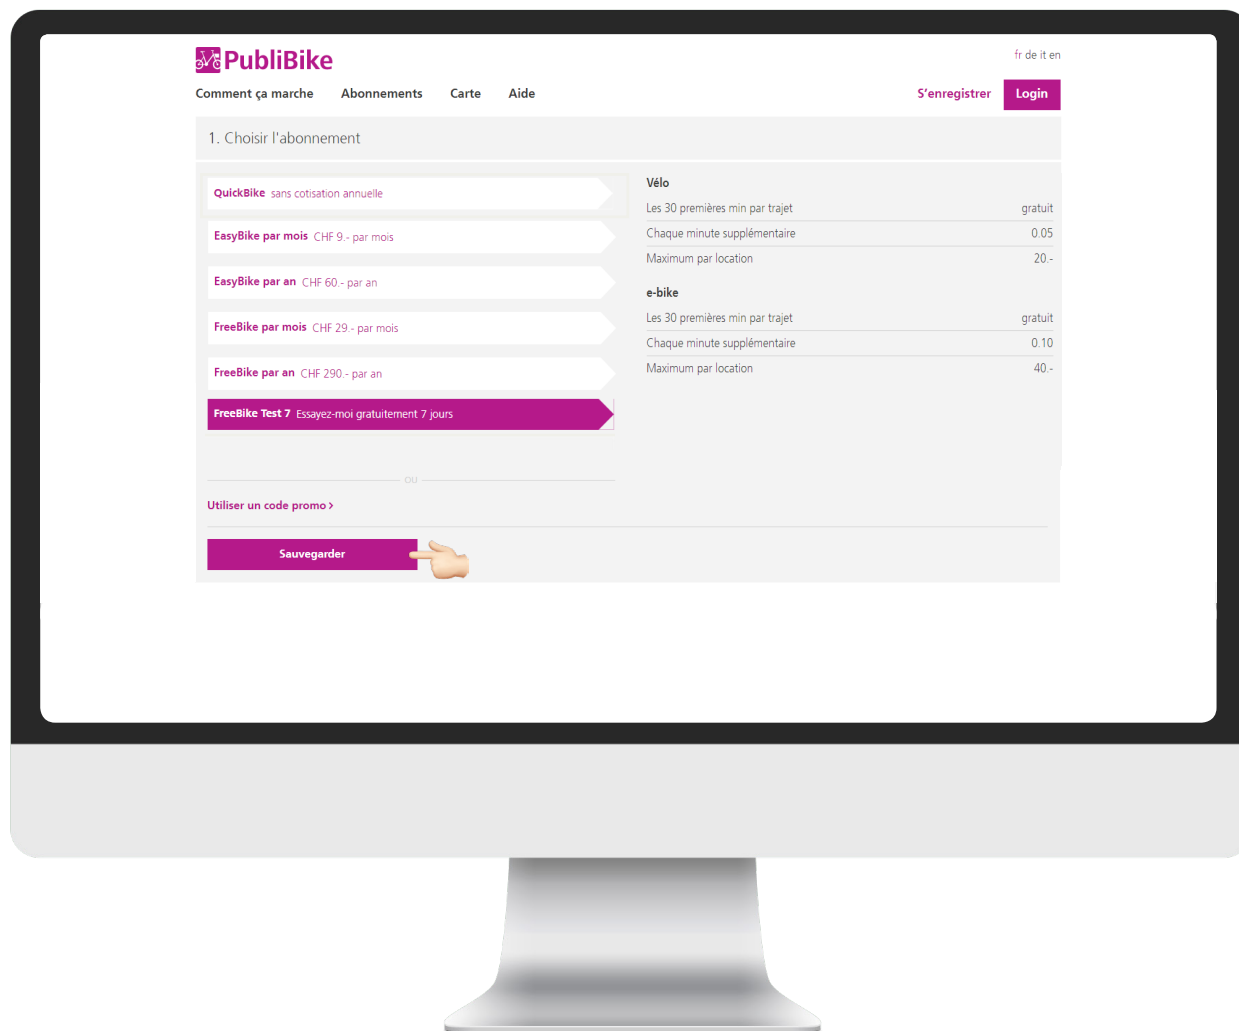 PubliBike
fr de it en
Comment ça marche Abonnements Carte Aide S'enregistrer Login
1. Choisir l'abonnement
QuickBike sans cotisation annuelle
EasyBike par mois CHF 9.- par mois
EasyBike par an CHF 60.- par an
FreeBike par mois CHF 29.- par mois
FreeBike par an CHF 290.- par an
FreeBike Test 7 Essayez-moi gratuitement 7 jours
ou
Utiliser un code promo >
Sauvegarder
Vélo
Les 30 premières min par trajet gratuit
Chaque minute supplémentaire 0.05
Maximum par location 20.-
e-bike
Les 30 premières min par trajet gratuit
Chaque minute supplémentaire 0.10
Maximum par location 40.-